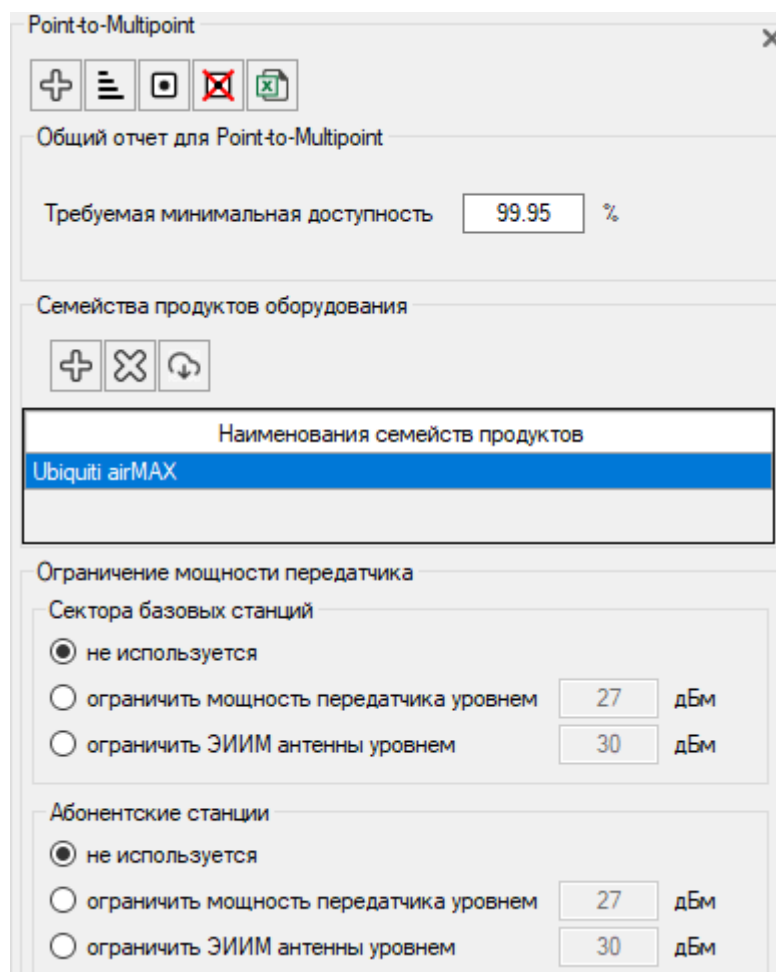 Point-to-Multipoint
Общий отчет для Point-to-Multipoint
Требуемая минимальная доступность 99.95 %
Семейства продуктов оборудования
Наименования семейств продуктов
Ubiquiti airMAX
Ограничение мощности передатчика
Сектора базовых станций
не используется
ограничить мощность передатчика уровнем 27 дБм
ограничить ЭИИМ антенны уровнем 30 дБм
Абонентские станции
не используется
ограничить мощность передатчика уровнем 27 дБм
ограничить ЭИИМ антенны уровнем 30 дБм